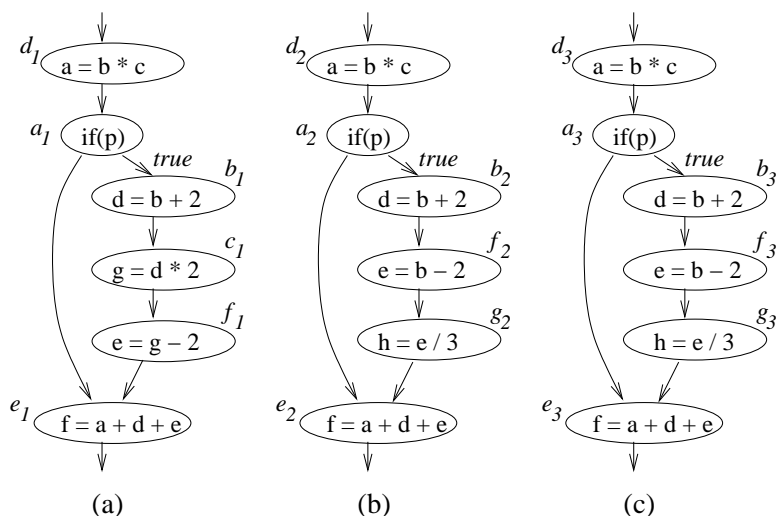 d1
a = b * c
a1
if(p)
true
b1
d = b + 2
c1
g = d * 2
f1
e = g − 2
e1
f = a + d + e
(a)
d2
a = b * c
a2
if(p)
true
b2
d = b + 2
f2
e = b − 2
g2
h = e / 3
e2
f = a + d + e
(b)
d3
a = b * c
a3
if(p)
true
b3
d = b + 2
f3
e = b − 2
g3
h = e / 3
e3
f = a + d + e
(c)